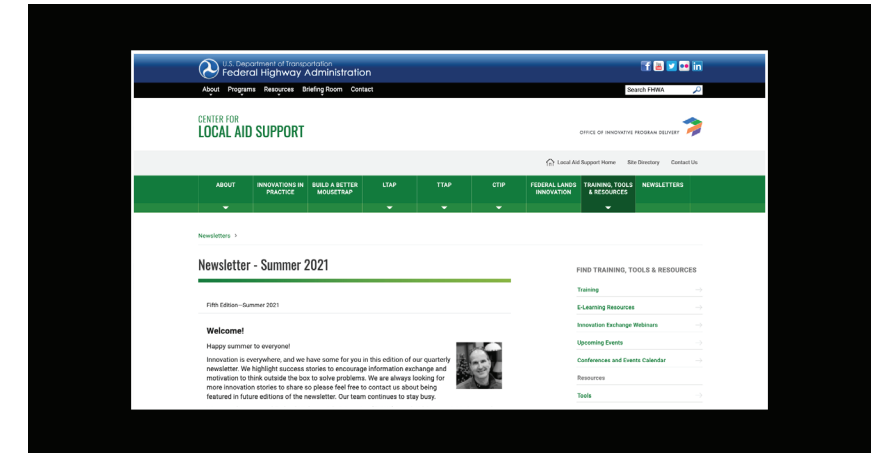 U.S. Department of Transportation
Federal Highway Administration
About Programs Resources Briefing Room Contact
Search FHWA
CENTER FOR
LOCAL AID SUPPORT
OFFICE OF INNOVATIVE PROGRAM DELIVERY
Local Aid Support Home Site Directory Contact Us
ABOUT INNOVATIONS IN PRACTICE BUILD A BETTER MOUSETRAP LTAP TTAP CTIP FEDERAL LANDS INNOVATION TRAINING, TOOLS & RESOURCES NEWSLETTERS
Newsletters
Newsletter - Summer 2021
Fifth Edition—Summer 2021
Welcome!
Happy summer to everyone!
Innovation is everywhere, and we have some for you in this edition of our quarterly
newsletter. We highlight success stories to encourage information exchange and
motivation to think outside the box to solve problems. We are always looking for
more innovation stories to share so please feel free to contact us about being
featured in future editions of the newsletter. Our team continues to stay busy.
FIND TRAINING, TOOLS & RESOURCES
Training
E-Learning Resources
Innovation Exchange Webinars
Upcoming Events
Conferences and Events Calendar
Resources
Tools